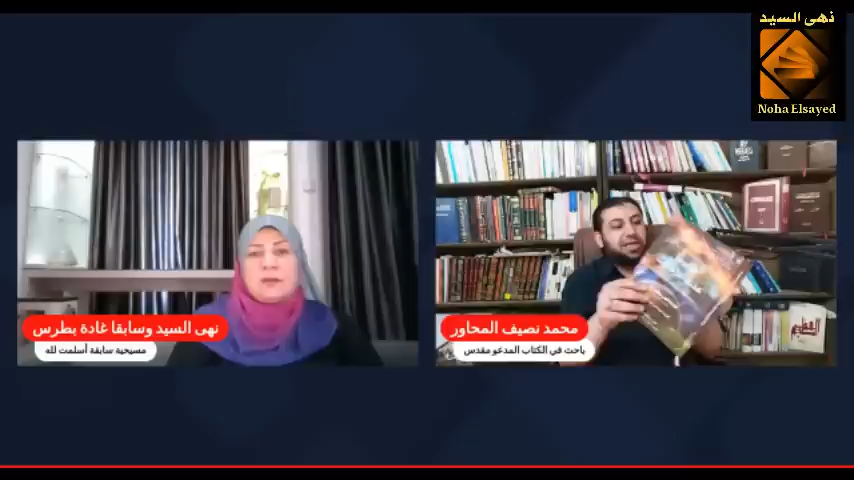 نهى السيد
Noha Elsayed
نهى السيد وسابقا غادة بطرس
مسيحية سابقة أسلمت لله
محمد نصيف المحاور
باحث في الكتاب المدعو مقدس